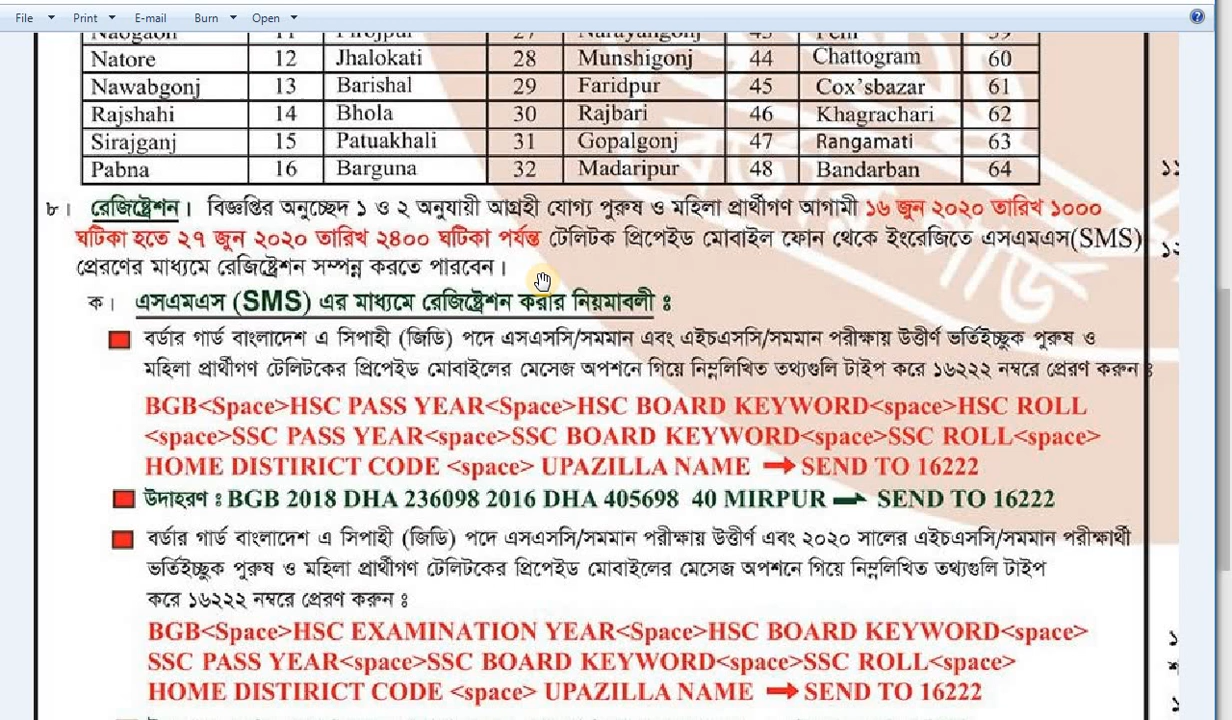 File Print E-mail Burn Open
Naogaon 11 Pirojpur 27 Narayangonj 43 Feni 59
Natore 12 Jhalokati 28 Munshigonj 44 Chattogram 60
Nawabgonj 13 Barishal 29 Faridpur 45 Cox'sbazar 61
Rajshahi 14 Bhola 30 Rajbari 46 Khagrachari 62
Sirajganj 15 Patuakhali 31 Gopalgonj 47 Rangamati 63
Pabna 16 Barguna 32 Madaripur 48 Bandarban 64
৮। রেজিষ্ট্রেশন। বিজ্ঞপ্তির অনুচ্ছেদ ১ ও ২ অনুযায়ী আগ্রহী যোগ্য পুরুষ ও মহিলা প্রার্থীগণ আগামী ১৬ জুন ২০২০ তারিখ ১০০০
ঘটিকা হতে ২৭ জুন ২০২০ তারিখ ২৪০০ ঘটিকা পর্যন্ত টেলিটক প্রিপেইড মোবাইল ফোন থেকে ইংরেজিতে এসএমএস(SMS)
প্রেরণের মাধ্যমে রেজিষ্ট্রেশন সম্পন্ন করতে পারবেন।
ক। এসএমএস (SMS) এর মাধ্যমে রেজিষ্ট্রেশন করার নিয়মাবলী ঃ
বর্ডার গার্ড বাংলাদেশ এ সিপাহী (জিডি) পদে এসএসসি/সমমান এবং এইচএসসি/সমমান পরীক্ষায় উত্তীর্ণ ভর্তিইচ্ছুক পুরুষ ও
মহিলা প্রার্থীগণ টেলিটকের প্রিপেইড মোবাইলের মেসেজ অপশনে গিয়ে নিম্নলিখিত তথ্যগুলি টাইপ করে ১৬২২২ নম্বরে প্রেরণ করুন ঃ
BGB<Space>HSC PASS YEAR<Space>HSC BOARD KEYWORD<space>HSC ROLL
<space>SSC PASS YEAR<space>SSC BOARD KEYWORD<space>SSC ROLL<space>
HOME DISTIRICT CODE <space> UPAZILLA NAME ➞ SEND TO 16222
উদাহরণ ঃ BGB 2018 DHA 236098 2016 DHA 405698 40 MIRPUR ➞ SEND TO 16222
বর্ডার গার্ড বাংলাদেশ এ সিপাহী (জিডি) পদে এসএসসি/সমমান পরীক্ষায় উত্তীর্ণ এবং ২০২০ সালের এইচএসসি/সমমান পরীক্ষার্থী
ভর্তিইচ্ছুক পুরুষ ও মহিলা প্রার্থীগণ টেলিটকের প্রিপেইড মোবাইলের মেসেজ অপশনে গিয়ে নিম্নলিখিত তথ্যগুলি টাইপ
করে ১৬২২২ নম্বরে প্রেরণ করুন ঃ
BGB<Space>HSC EXAMINATION YEAR<Space>HSC BOARD KEYWORD<space>
SSC PASS YEAR<space>SSC BOARD KEYWORD<space>SSC ROLL<space>
HOME DISTIRICT CODE <space> UPAZILLA NAME ➞ SEND TO 16222